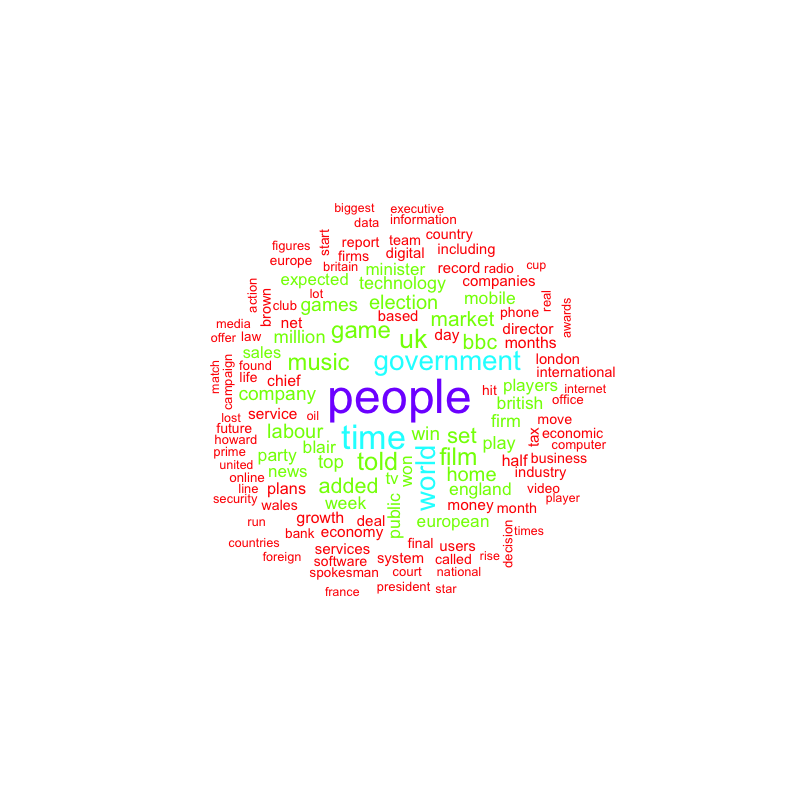 biggest executive
data information
figures start report team country
europe firms digital including
britain minister record radio cup
expected technology companies
action brown lot games election mobile real
club based phone awards
media net million game uk market day director
offer law bbc months
sales music government london
match campaign found life chief international
company people hit players internet
british office
lost service oil firm move
future labour time win set tax economic
howard blair play computer
prime party top told world film half business
united news won home industry
online tv
line plans added england video
security wales week public money month player
run growth deal european times
bank economy decision
countries services final users
foreign software system called rise
spokesman court national
france president star